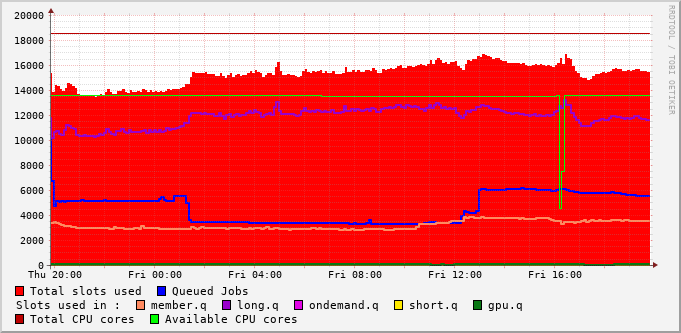 RRDTOOL / TOBI OETIKER
20000
18000
16000
14000
12000
10000
8000
6000
4000
2000
0
Thu 20:00 Fri 00:00 Fri 04:00 Fri 08:00 Fri 12:00 Fri 16:00
Total slots used Queued Jobs
Slots used in : member.q long.q ondemand.q short.q gpu.q
Total CPU cores Available CPU cores